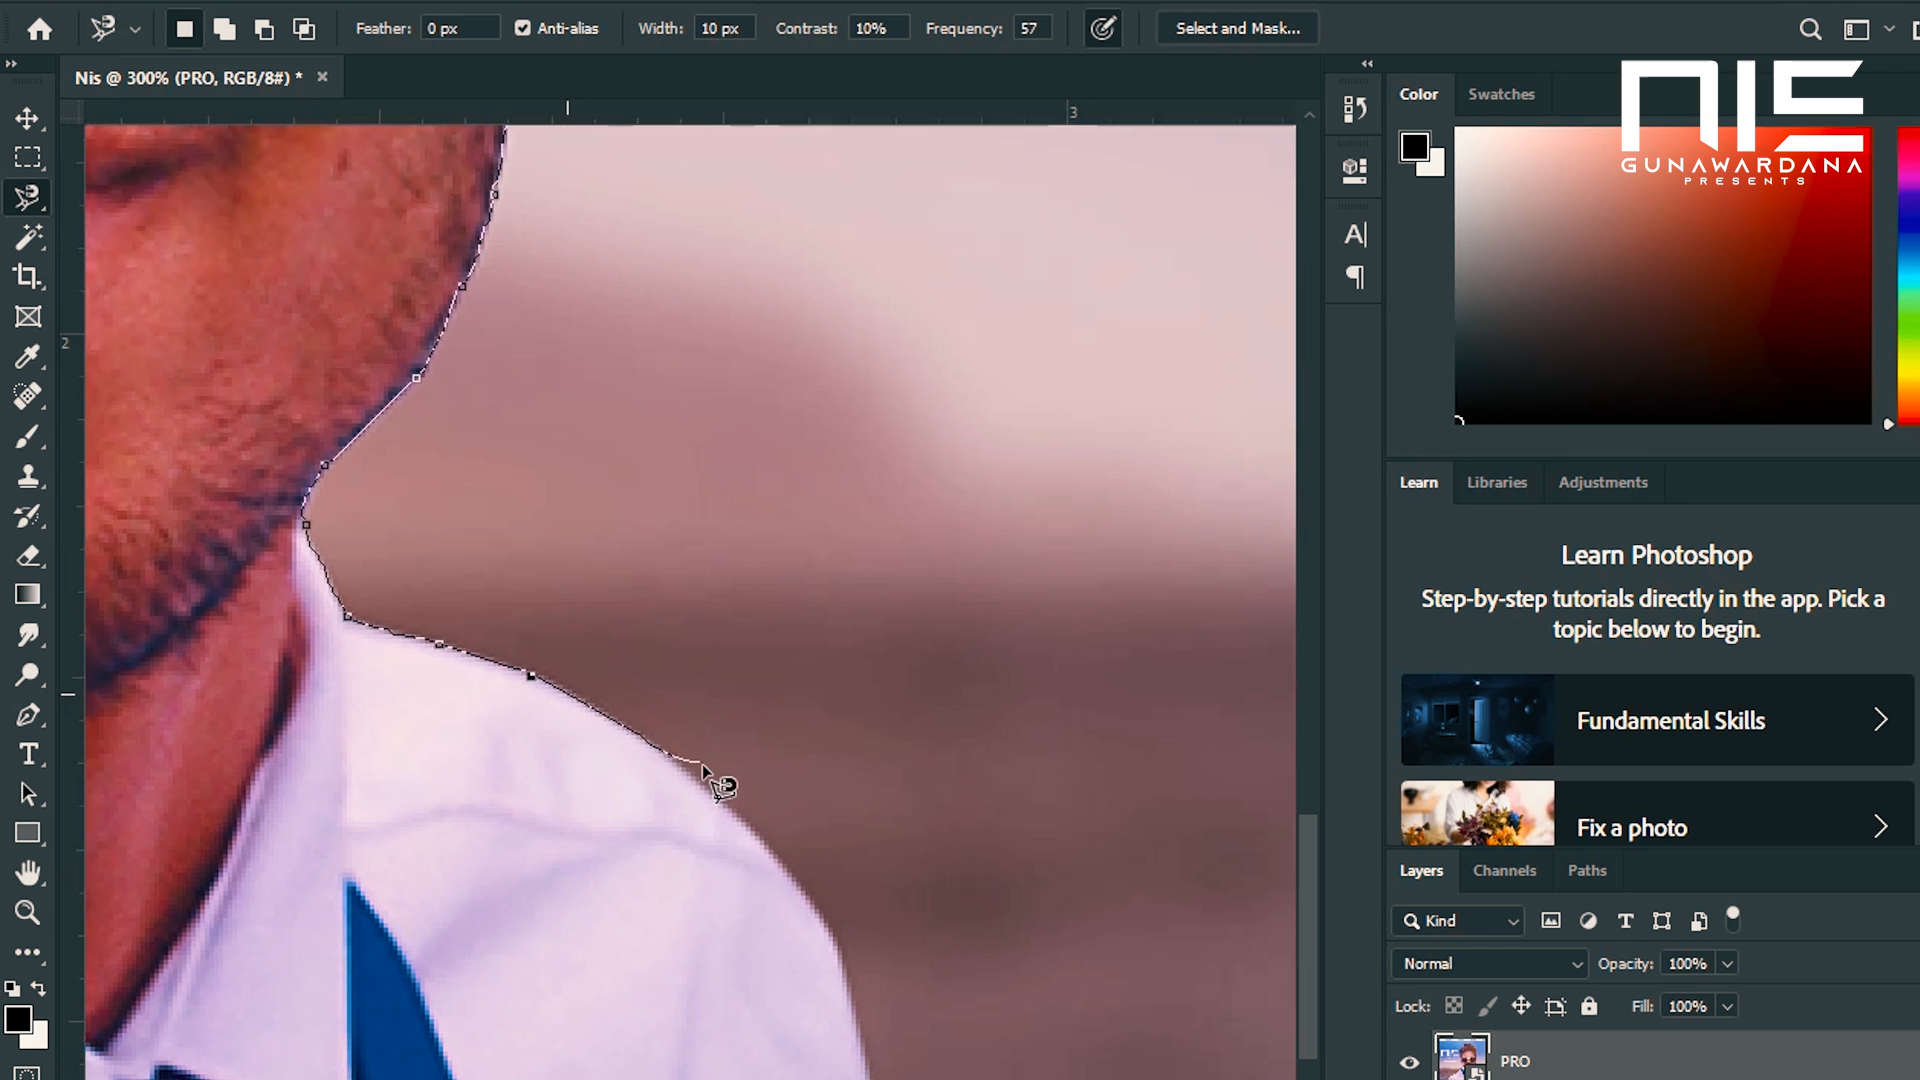 Feather: 0 px Anti-alias Width: 10 px Contrast: 10% Frequency: 57 Select and Mask...
Nis @ 300% (PRO, RGB/8#) *
NIS
GUNAWARDANA
PRESENTS
Color Swatches
3
2
Learn Libraries Adjustments
Learn Photoshop
Step-by-step tutorials directly in the app. Pick a
topic below to begin.
Fundamental Skills
Fix a photo
Layers Channels Paths
Kind
Normal Opacity: 100%
Lock: Fill: 100%
PRO